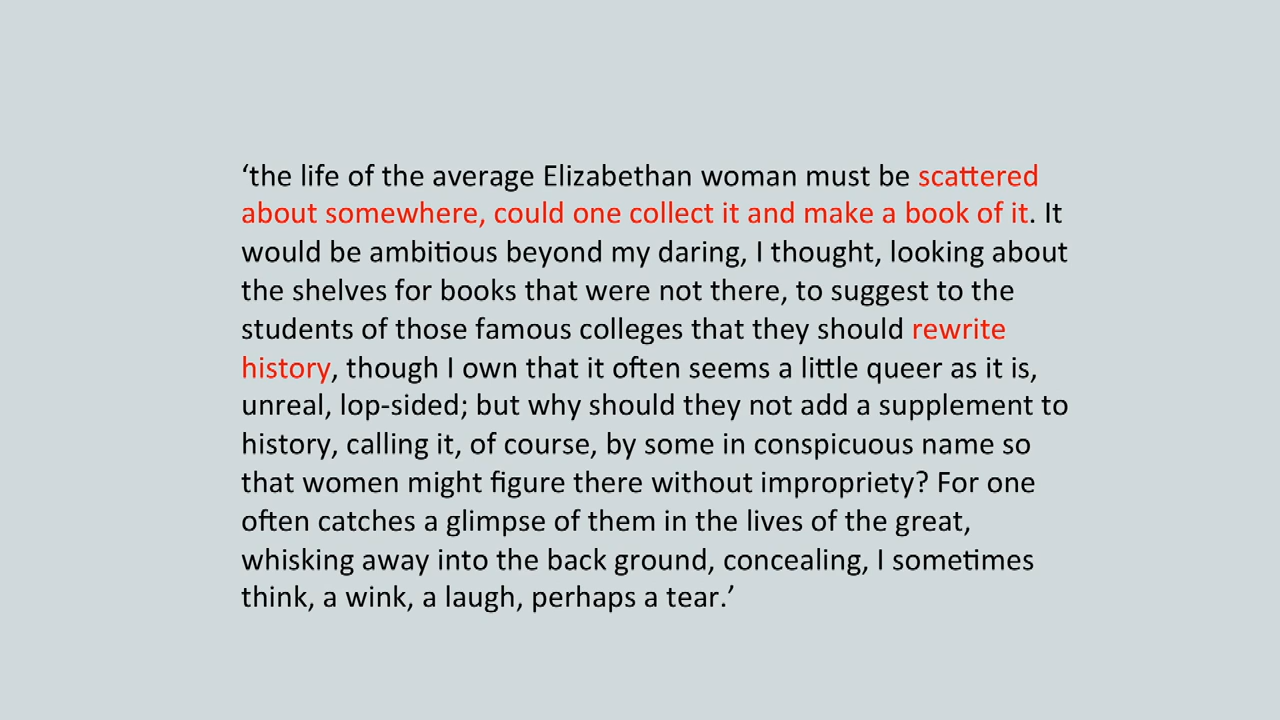 ‘the life of the average Elizabethan woman must be scattered
about somewhere, could one collect it and make a book of it. It
would be ambitious beyond my daring, I thought, looking about
the shelves for books that were not there, to suggest to the
students of those famous colleges that they should rewrite
history, though I own that it often seems a little queer as it is,
unreal, lop-sided; but why should they not add a supplement to
history, calling it, of course, by some in conspicuous name so
that women might figure there without impropriety? For one
often catches a glimpse of them in the lives of the great,
whisking away into the back ground, concealing, I sometimes
think, a wink, a laugh, perhaps a tear.’